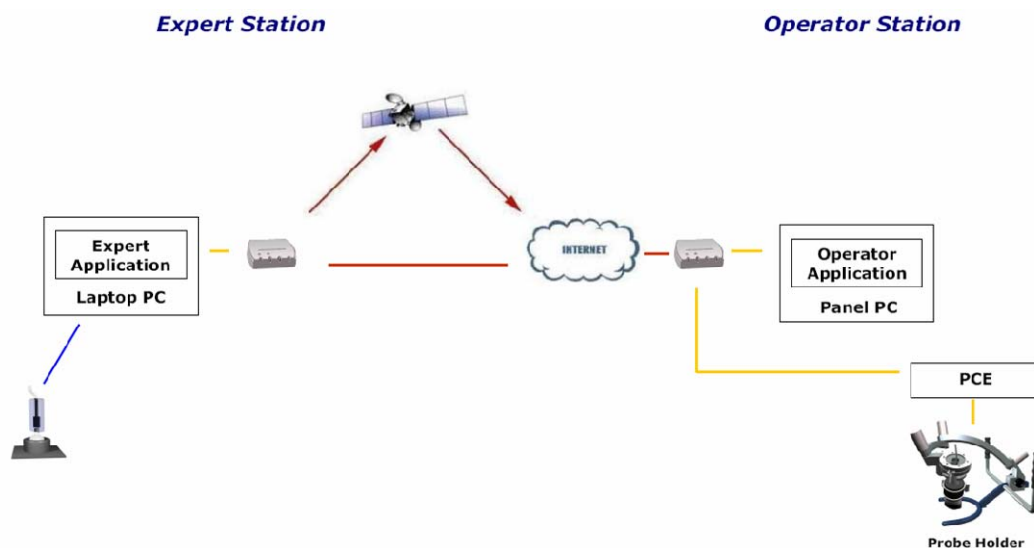 Expert Station
Operator Station
Expert
Application
Laptop PC
INTERNET
Operator
Application
Panel PC
PCE
Probe Holder